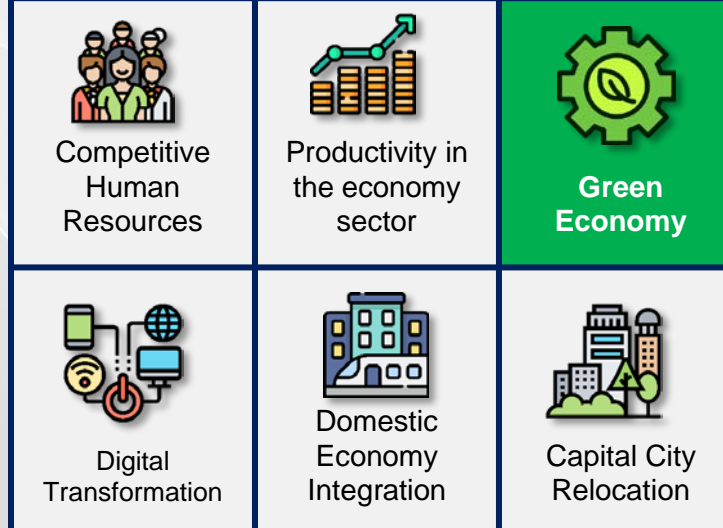 Competitive
Human
Resources
Productivity in
the economy
sector
Green
Economy
Digital
Transformation
Domestic
Economy
Integration
Capital City
Relocation